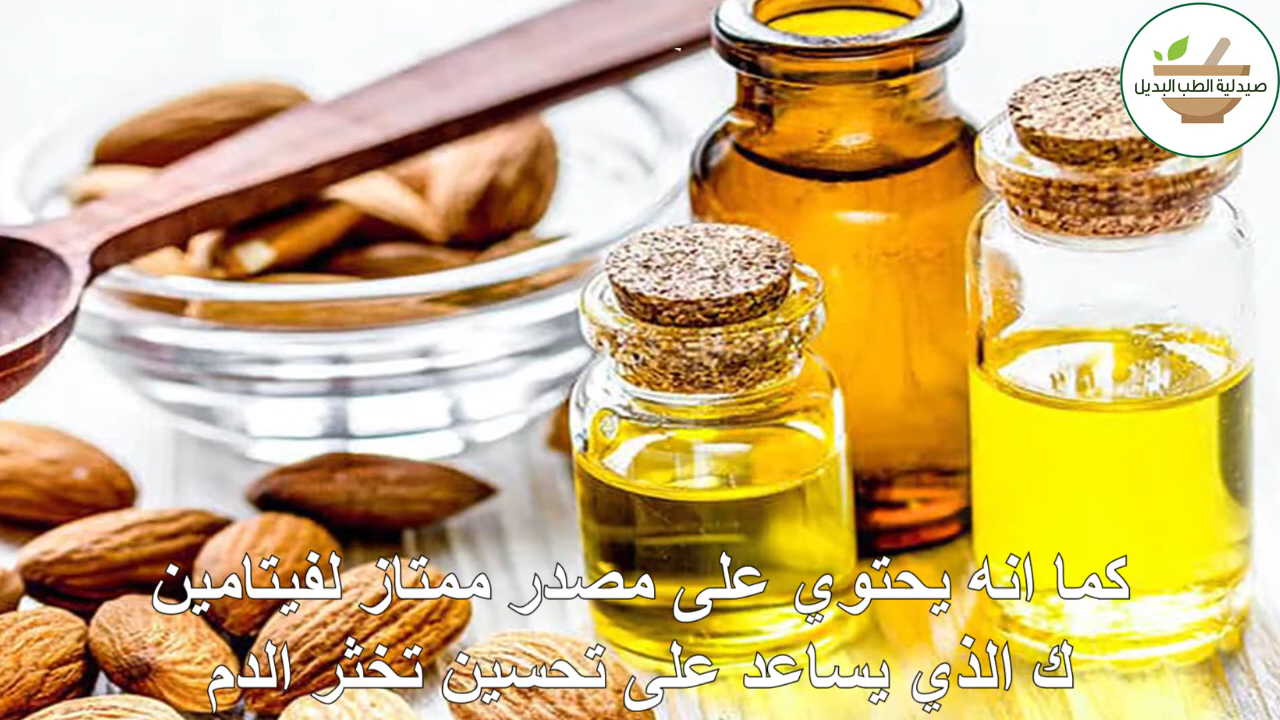 صيدلية الطب البديل
كما انه يحتوي على مصدر ممتاز لفيتامين
ك الذي يساعد على تحسين تخثر الدم